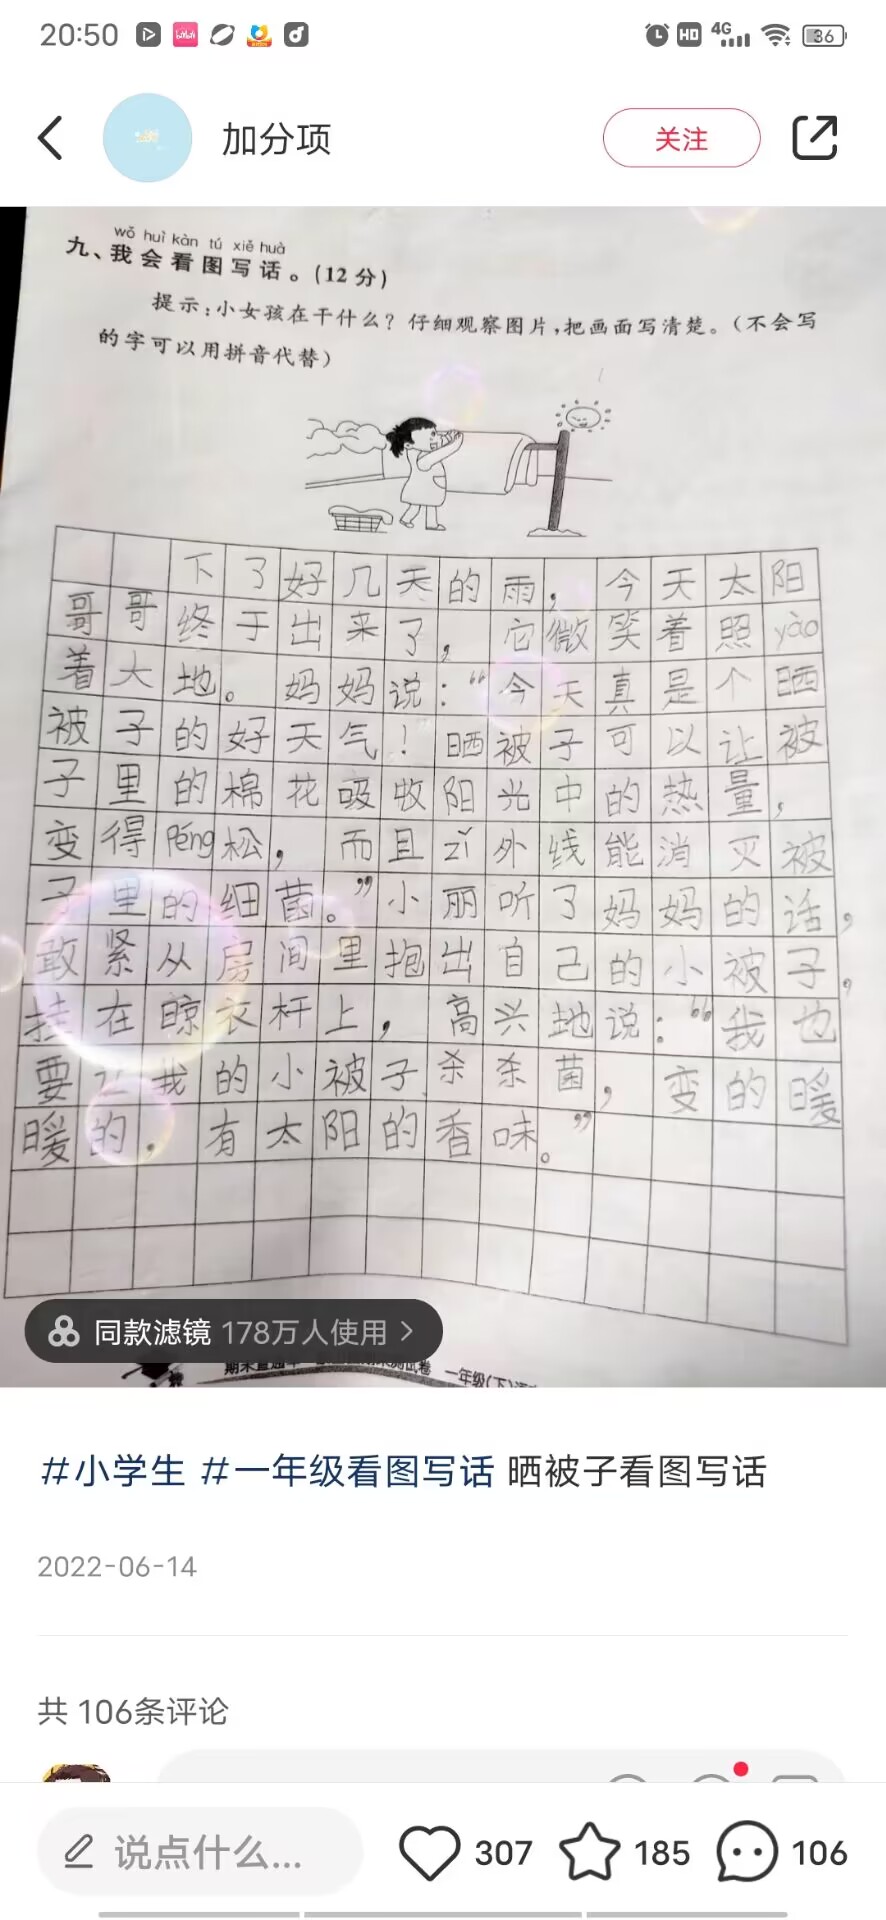 20:50
HD 4G 36
加分项
关注
wǒ huì kàn tú xiě huà
九、我会看图写话。(12分)
提示:小女孩在干什么?仔细观察图片,把画面写清楚。(不会写
的字可以用拼音代替)
下了好几天的雨,今天太阳
哥哥终于出来了,它微笑着照yào
着大地。妈妈说:“今天真是个晒
被子的好天气!晒被子可以让被
子里的棉花吸收阳光中的热量,
变得péng松,而且zǐ外线能消灭被
子里的细菌。”小丽听了妈妈的话,
敢紧从房间里抱出自己的小被子,
挂在晾衣杆上,高兴地说:“我也
要让我的小被子杀杀菌,变的暖
暖的,有太阳的香味。”
同款滤镜 178万人使用 >
一年级(下)
#小学生 #一年级看图写话 晒被子看图写话
2022-06-14
共 106条评论
说点什么...
307
185
106